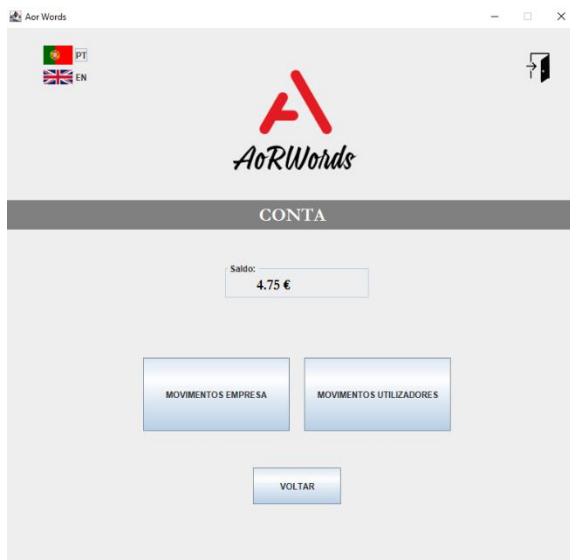 Aor Words
PT
EN
AoRWords
CONTA
Saldo:
4.75 €
MOVIMENTOS EMPRESA
MOVIMENTOS UTILIZADORES
VOLTAR